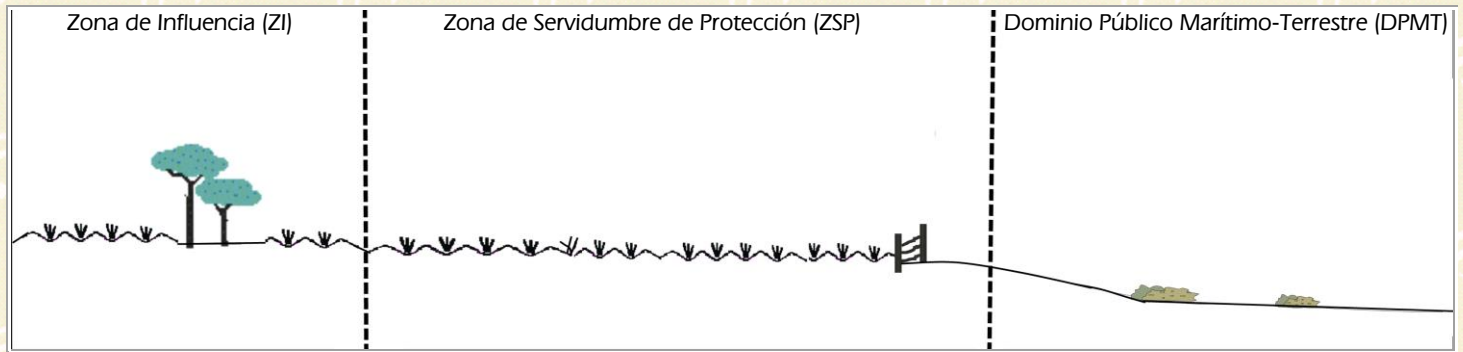 Zona de Influencia (ZI)
Zona de Servidumbre de Protección (ZSP)
Dominio Público Marítimo-Terrestre (DPMT)